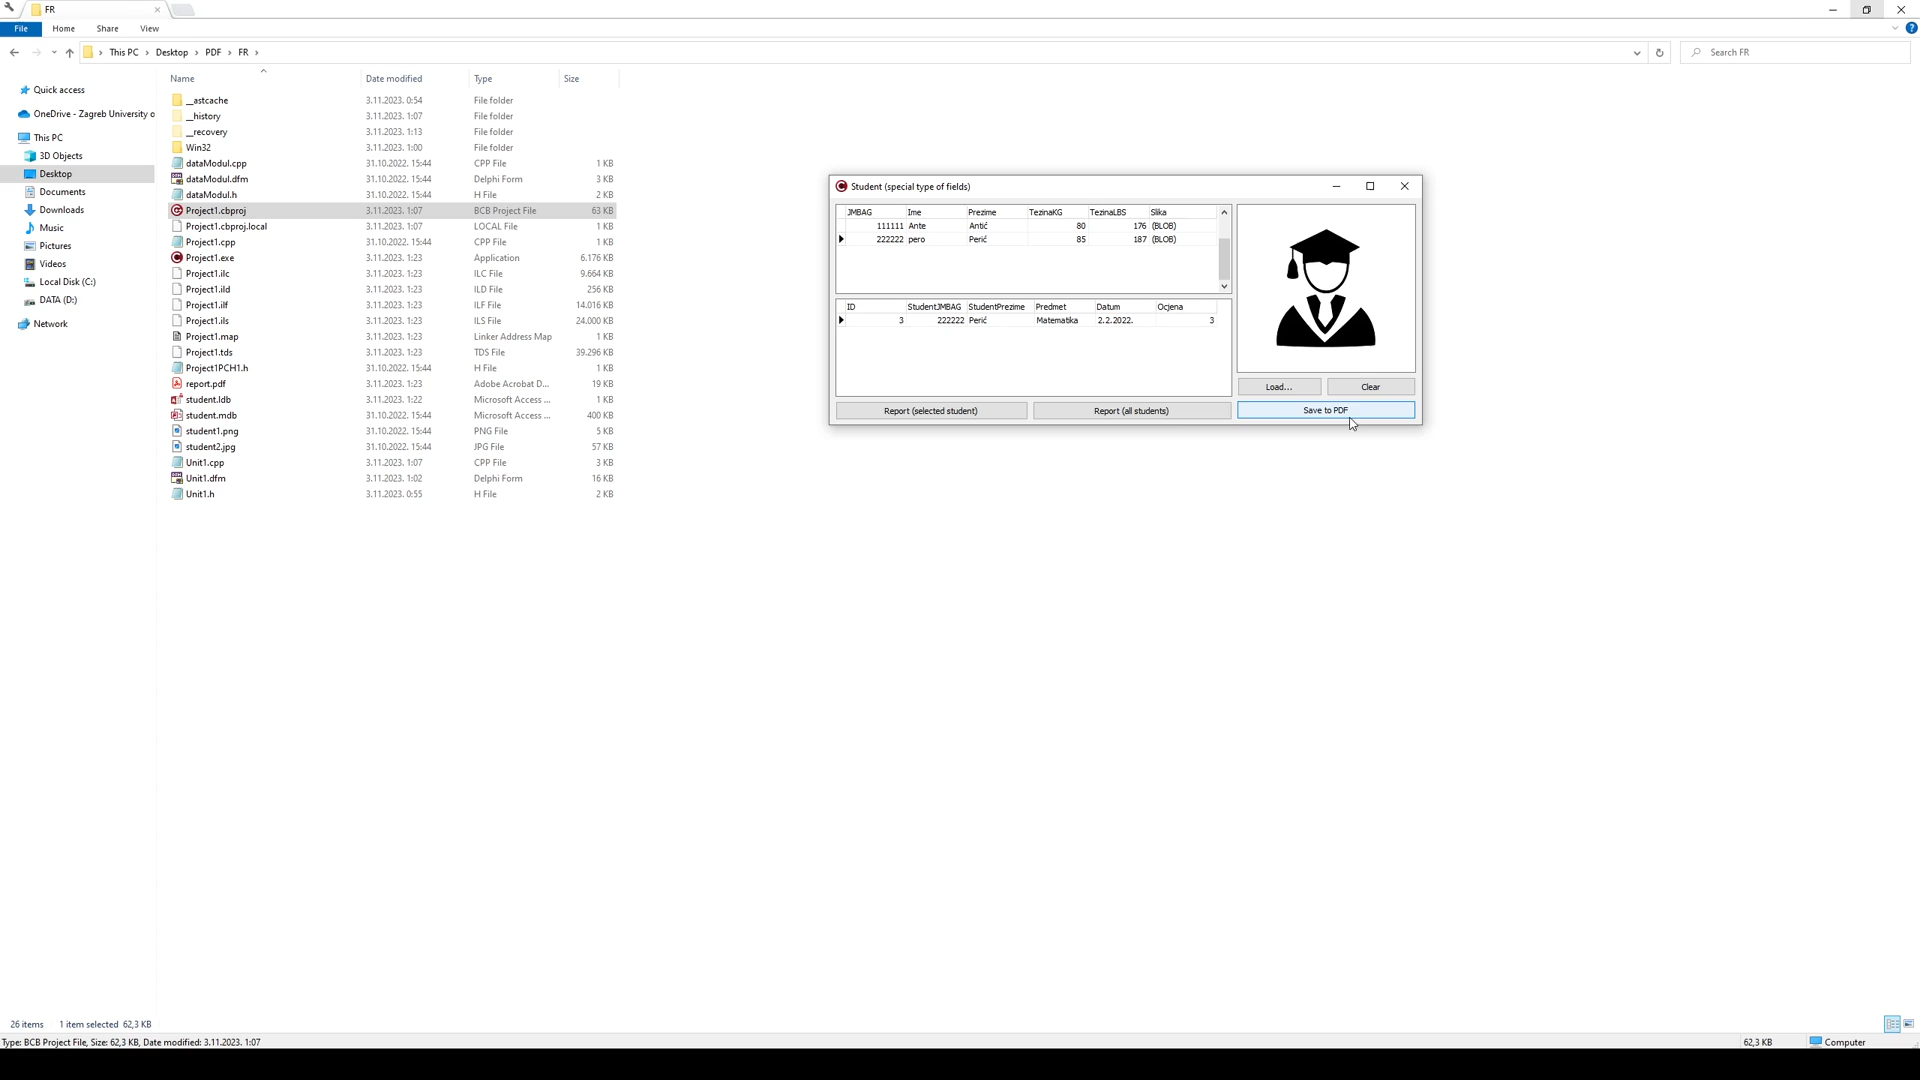 FR
File Home Share View
This PC Desktop PDF FR
Search FR
Name Date modified Type Size
Quick access
OneDrive - Zagreb University o
This PC
3D Objects
Desktop
Documents
Downloads
Music
Pictures
Videos
Local Disk (C:)
DATA (D:)
Network
__astcache 3.11.2023. 0:54 File folder
__history 3.11.2023. 1:07 File folder
__recovery 3.11.2023. 1:13 File folder
Win32 3.11.2023. 1:00 File folder
dataModul.cpp 31.10.2022. 15:44 CPP File 1 KB
dataModul.dfm 31.10.2022. 15:44 Delphi Form 3 KB
dataModul.h 31.10.2022. 15:44 H File 2 KB
Project1.cbproj 3.11.2023. 1:07 BCB Project File 63 KB
Project1.cbproj.local 3.11.2023. 1:07 LOCAL File 1 KB
Project1.cpp 31.10.2022. 15:44 CPP File 1 KB
Project1.exe 3.11.2023. 1:23 Application 6.176 KB
Project1.ilc 3.11.2023. 1:23 ILC File 9.664 KB
Project1.ild 3.11.2023. 1:23 ILD File 256 KB
Project1.ilf 3.11.2023. 1:23 ILF File 14.016 KB
Project1.ils 3.11.2023. 1:23 ILS File 24.000 KB
Project1.map 3.11.2023. 1:23 Linker Address Map 1 KB
Project1.tds 3.11.2023. 1:23 TDS File 39.296 KB
Project1PCH1.h 31.10.2022. 15:44 H File 1 KB
report.pdf 3.11.2023. 1:23 Adobe Acrobat D... 19 KB
student.ldb 3.11.2023. 1:22 Microsoft Access ... 1 KB
student.mdb 31.10.2022. 15:44 Microsoft Access ... 400 KB
student1.png 31.10.2022. 15:44 PNG File 5 KB
student2.jpg 31.10.2022. 15:44 JPG File 57 KB
Unit1.cpp 3.11.2023. 1:07 CPP File 3 KB
Unit1.dfm 3.11.2023. 1:02 Delphi Form 16 KB
Unit1.h 3.11.2023. 0:55 H File 2 KB
Student (special type of fields)
JMBAG Ime Prezime TezinaKG TezinaLBS Slika
111111 Ante Antić 80 176 (BLOB)
222222 pero Perić 85 187 (BLOB)
ID StudentJMBAG StudentPrezime Predmet Datum Ocjena
3 222222 Perić Matematika 2.2.2022. 3
Load... Clear
Report (selected student) Report (all students) Save to PDF
26 items 1 item selected 62,3 KB
Type: BCB Project File, Size: 62,3 KB, Date modified: 3.11.2023. 1:07 62,3 KB Computer